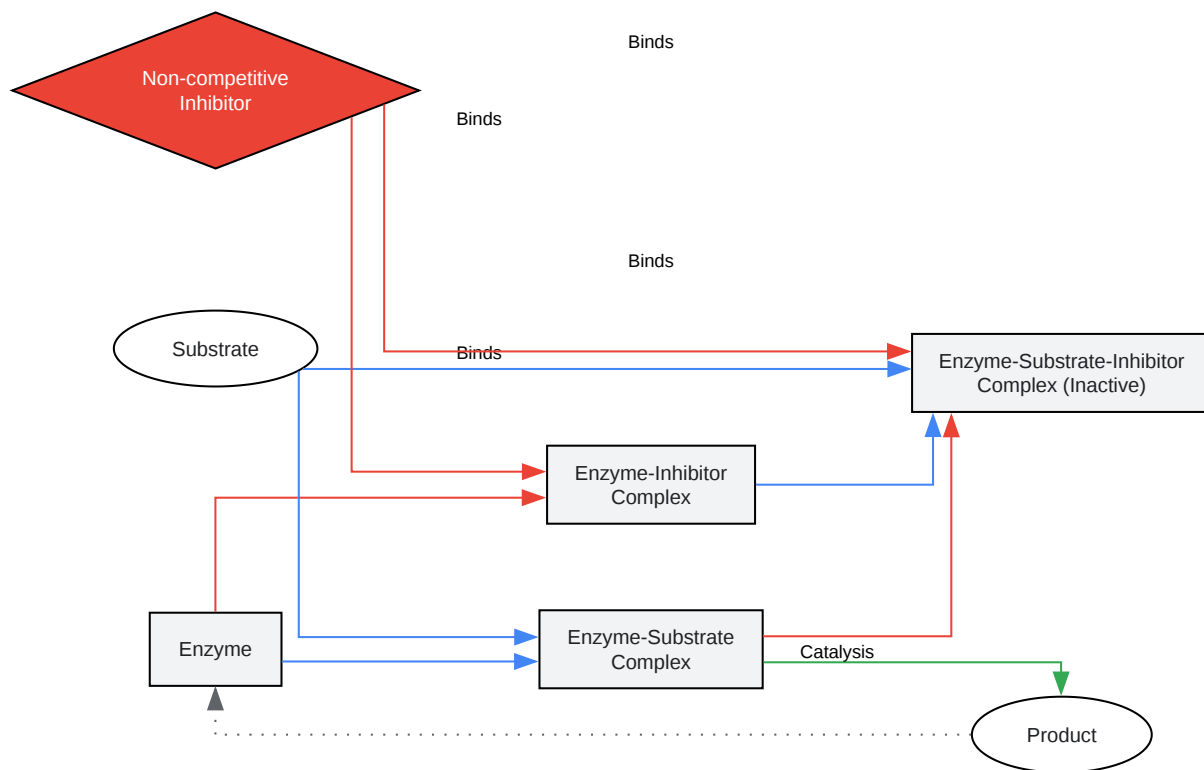 Binds
Non-competitive
Inhibitor
Binds
Binds
Substrate
Binds
Enzyme-Substrate-Inhibitor
Complex (Inactive)
Enzyme-Inhibitor
Complex
Enzyme
Enzyme-Substrate
Complex
Catalysis
Product